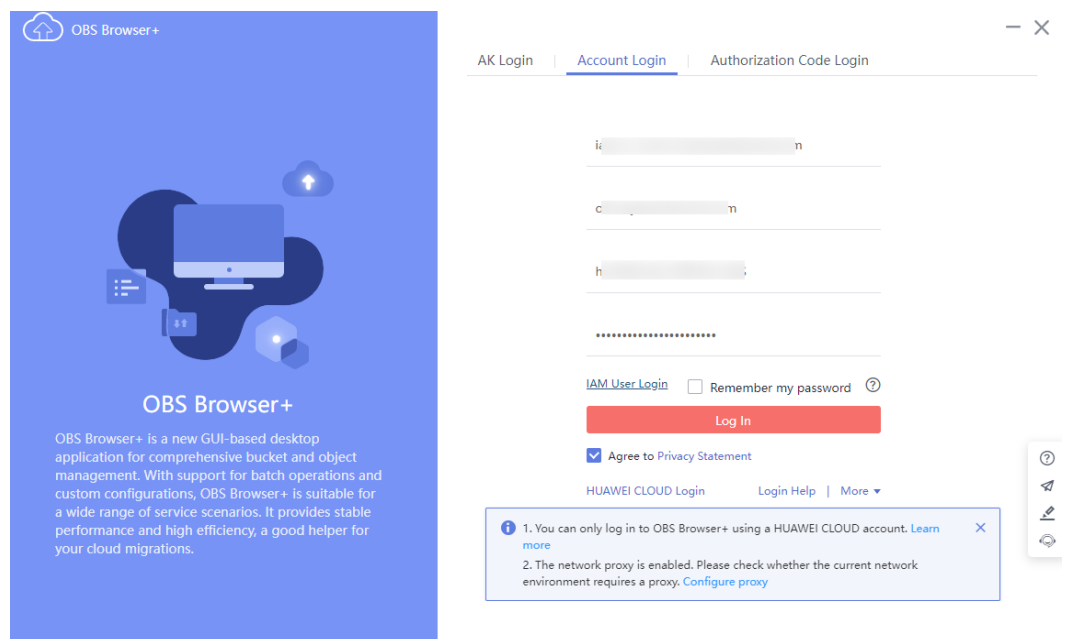 OBS Browser+
AK Login
Account Login
Authorization Code Login
IAM User Login
Remember my password
Log In
Agree to Privacy Statement
HUAWEI CLOUD Login
Login Help | More
1. You can only log in to OBS Browser+ using a HUAWEI CLOUD account. Learn
more
2. The network proxy is enabled. Please check whether the current network
environment requires a proxy. Configure proxy
OBS Browser+
OBS Browser+ is a new GUI-based desktop
application for comprehensive bucket and object
management. With support for batch operations and
custom configurations, OBS Browser+ is suitable for
a wide range of service scenarios. It provides stable
performance and high efficiency, a good helper for
your cloud migrations.